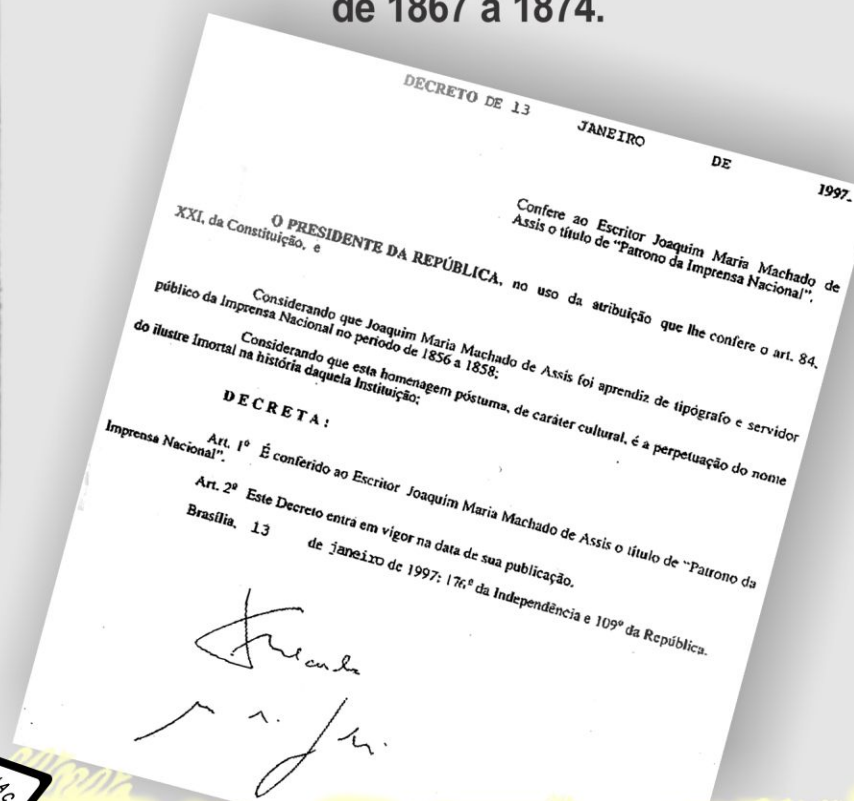 de 1867 a 1874.
DECRETO DE 13 JANEIRO DE 1997.
Confere ao Escritor Joaquim Maria Machado de
Assis o título de “Patrono da Imprensa Nacional”.
O PRESIDENTE DA REPÚBLICA, no uso da atribuição que lhe confere o art. 84,
XXI, da Constituição, e
Considerando que Joaquim Maria Machado de Assis foi aprendiz de tipógrafo e servidor
público da Imprensa Nacional no período de 1856 a 1858;
Considerando que esta homenagem póstuma, de caráter cultural, é a perpetuação do nome
do ilustre Imortal na história daquela Instituição;
DECRETA:
Art. 1º É conferido ao Escritor Joaquim Maria Machado de Assis o título de “Patrono da
Imprensa Nacional”.
Art. 2º Este Decreto entra em vigor na data de sua publicação.
Brasília, 13 de janeiro de 1997; 176º da Independência e 109º da República.